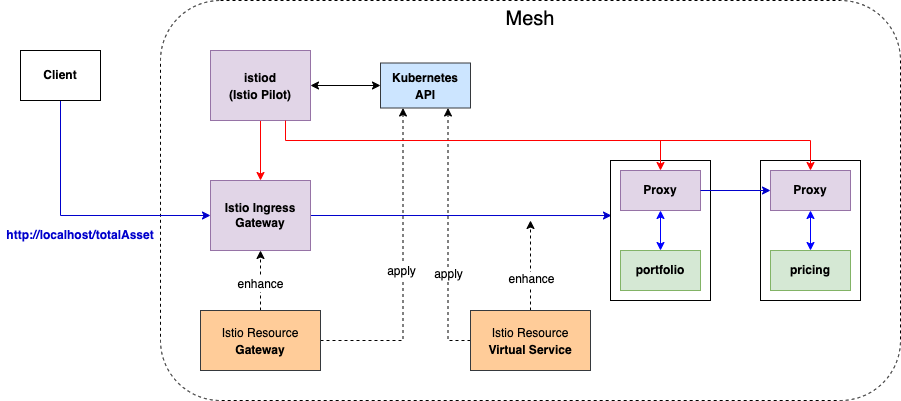 Mesh
Client
istiod
(Istio Pilot)
Kubernetes
API
Proxy
Proxy
Istio Ingress
Gateway
http://localhost/totalAsset
portfolio
pricing
enhance
apply
apply
enhance
Istio Resource
Gateway
Istio Resource
Virtual Service